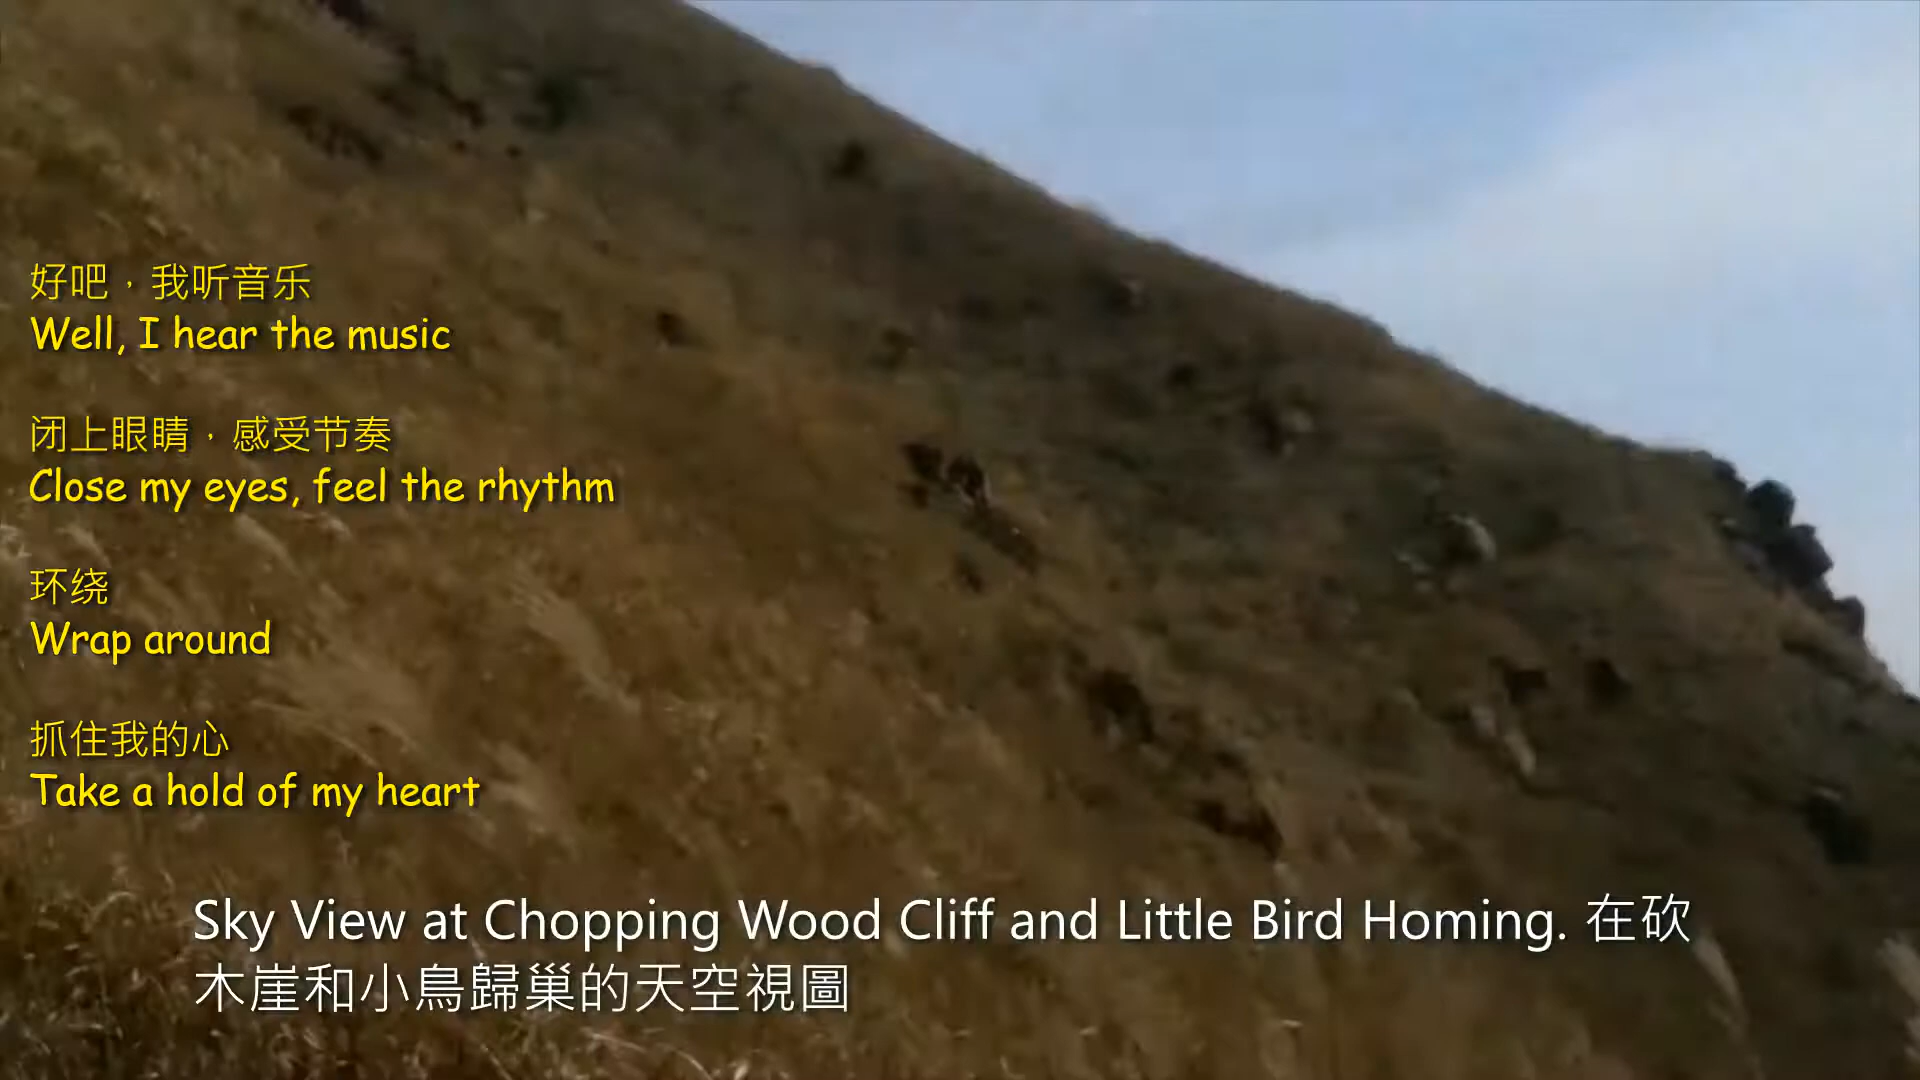 好吧，我听音乐
Well, I hear the music
闭上眼睛，感受节奏
Close my eyes, feel the rhythm
环绕
Wrap around
抓住我的心
Take a hold of my heart
Sky View at Chopping Wood Cliff and Little Bird Homing. 在砍
木崖和小鳥歸巢的天空視圖